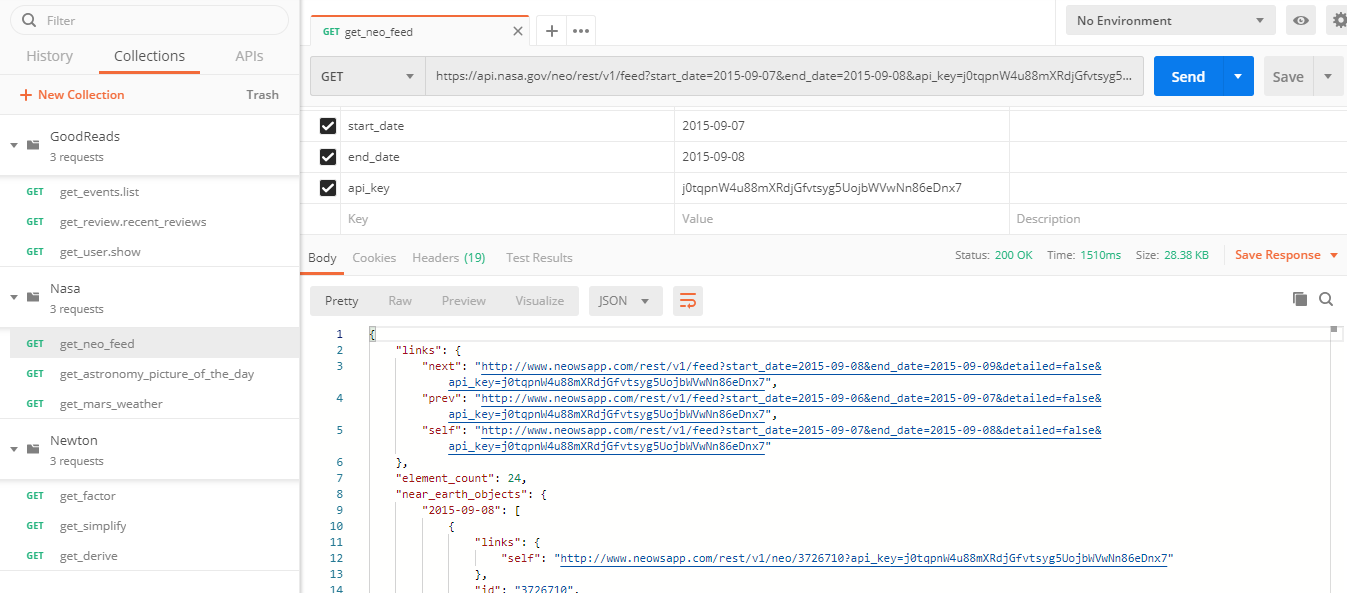 Filter
History Collections APIs
+ New Collection Trash
GoodReads
3 requests
GET get_events.list
GET get_review.recent_reviews
GET get_user.show
Nasa
3 requests
GET get_neo_feed
GET get_astronomy_picture_of_the_day
GET get_mars_weather
Newton
3 requests
GET get_factor
GET get_simplify
GET get_derive
GET get_neo_feed
No Environment
GET https://api.nasa.gov/neo/rest/v1/feed?start_date=2015-09-07&end_date=2015-09-08&api_key=j0tqpnW4u88mXRdjGfvtsyg5... Send Save
start_date 2015-09-07
end_date 2015-09-08
api_key j0tqpnW4u88mXRdjGfvtsyg5UojbWVwNn86eDnx7
Key Value Description
Body Cookies Headers (19) Test Results Status: 200 OK Time: 1510ms Size: 28.38 KB Save Response
Pretty Raw Preview Visualize JSON
1 {
2 "links": {
3 "next": "http://www.neowsapp.com/rest/v1/feed?start_date=2015-09-08&end_date=2015-09-09&detailed=false&
api_key=j0tqpnW4u88mXRdjGfvtsyg5UojbWVwNn86eDnx7",
4 "prev": "http://www.neowsapp.com/rest/v1/feed?start_date=2015-09-06&end_date=2015-09-07&detailed=false&
api_key=j0tqpnW4u88mXRdjGfvtsyg5UojbWVwNn86eDnx7",
5 "self": "http://www.neowsapp.com/rest/v1/feed?start_date=2015-09-07&end_date=2015-09-08&detailed=false&
api_key=j0tqpnW4u88mXRdjGfvtsyg5UojbWVwNn86eDnx7"
6 },
7 "element_count": 24,
8 "near_earth_objects": {
9 "2015-09-08": [
10 {
11 "links": {
12 "self": "http://www.neowsapp.com/rest/v1/neo/3726710?api_key=j0tqpnW4u88mXRdjGfvtsyg5UojbWVwNn86eDnx7"
13 },
14 "id": "3726710",